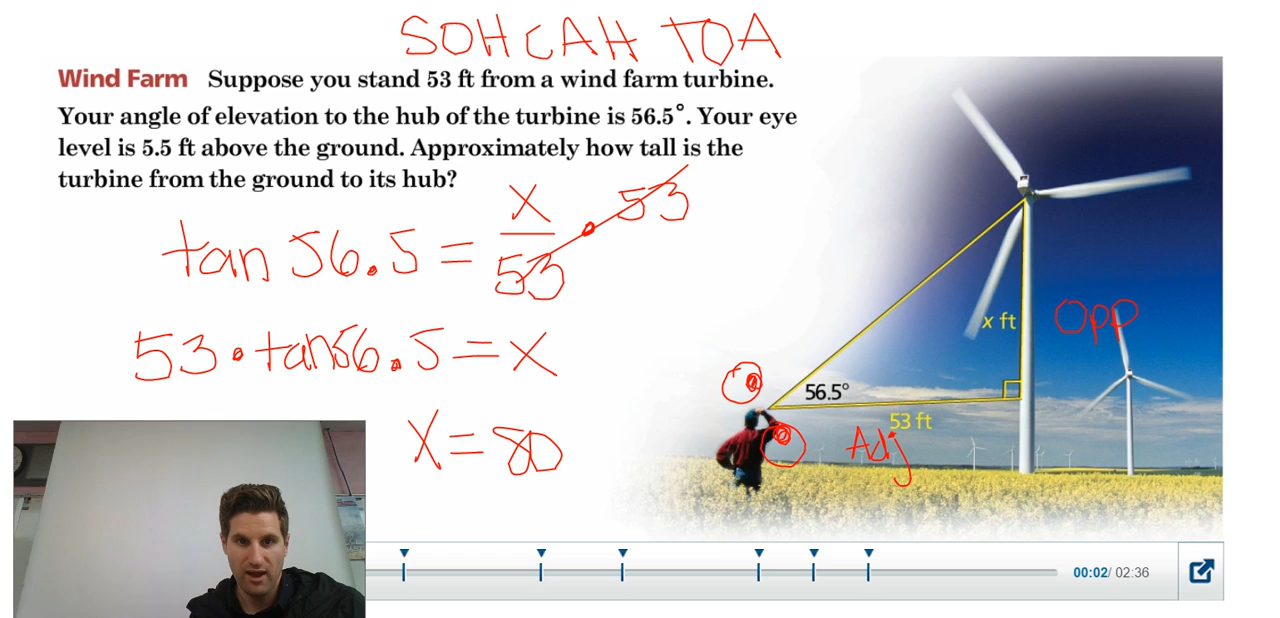 SOH CAH TOA
Wind Farm Suppose you stand 53 ft from a wind farm turbine.
Your angle of elevation to the hub of the turbine is 56.5°. Your eye
level is 5.5 ft above the ground. Approximately how tall is the
turbine from the ground to its hub?
tan 56.5 = x/53 • 53
53 • tan56.5 = x
x = 80
x ft
Opp
56.5°
53 ft
Adj
00:02/ 02:36